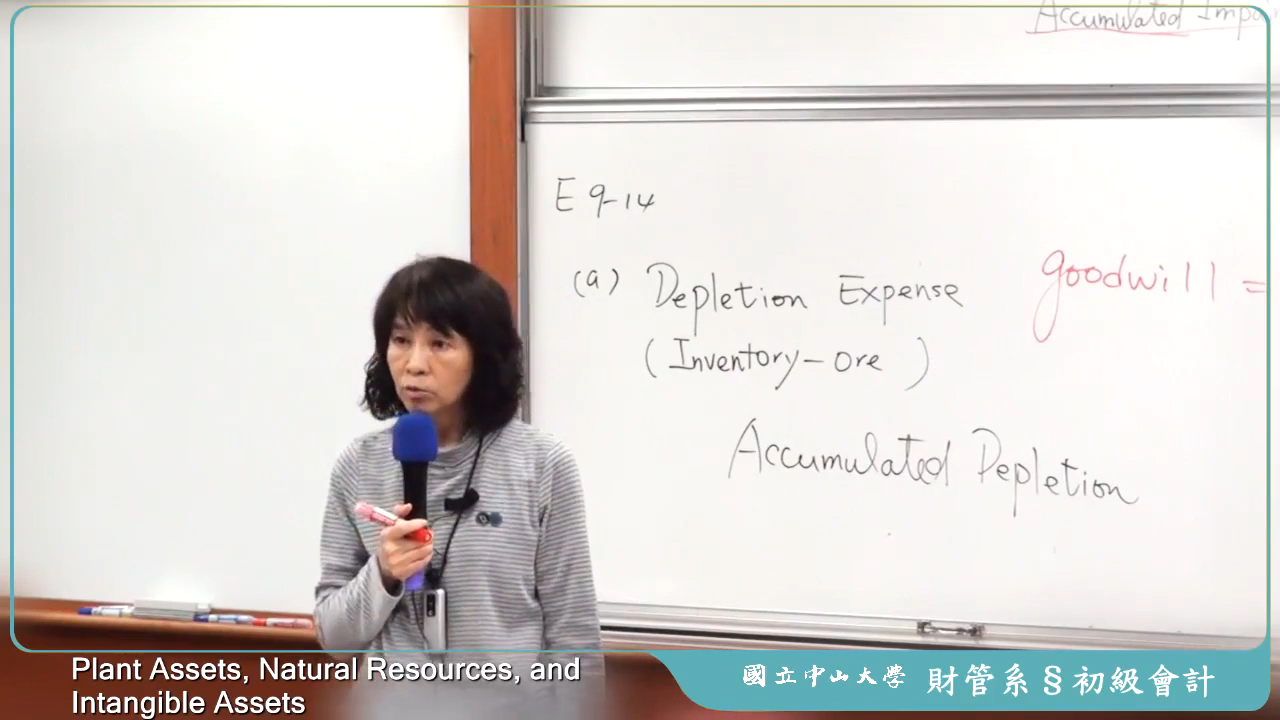 Accumulated Impair
E 9-14
(a) Depletion Expense
(Inventory-ore)
Accumulated Depletion
goodwill =
Plant Assets, Natural Resources, and
Intangible Assets
國立中山大學 財管系§初級會計